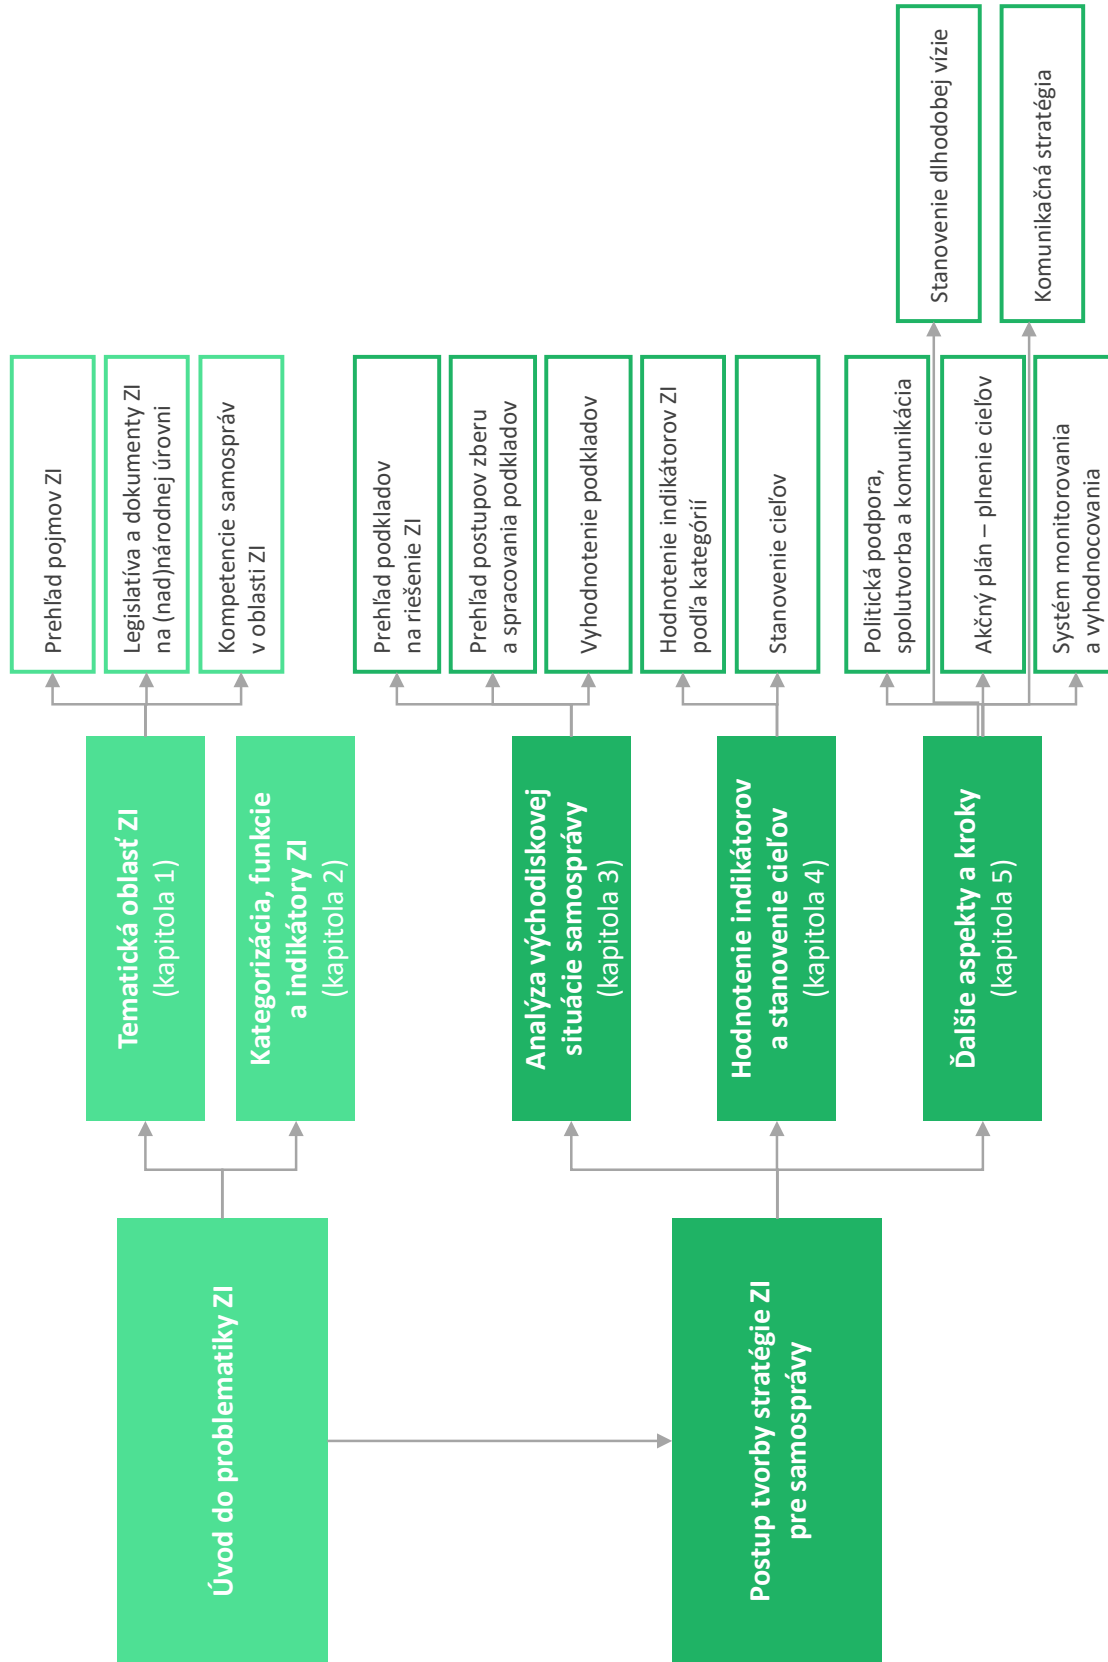 Úvod do problematiky ZI
Tematická oblasť ZI
(kapitola 1)
Prehľad pojmov ZI
Legislatíva a dokumenty ZI
na (nad)národnej úrovni
Kompetencie samospráv
v oblasti ZI
Kategorizácia, funkcie
a indikátory ZI
(kapitola 2)
Postup tvorby stratégie ZI
pre samosprávy
Analýza východiskovej
situácie samosprávy
(kapitola 3)
Prehľad podkladov
na riešenie ZI
Prehľad postupov zberu
a spracovania podkladov
Vyhodnotenie podkladov
Hodnotenie indikátorov
a stanovenie cieľov
(kapitola 4)
Hodnotenie indikátorov ZI
podľa kategórií
Stanovenie cieľov
Ďalšie aspekty a kroky
(kapitola 5)
Politická podpora,
spolutvorba a komunikácia
Akčný plán – plnenie cieľov
Systém monitorovania
a vyhodnocovania
Stanovenie dlhodobej vízie
Komunikačná stratégia